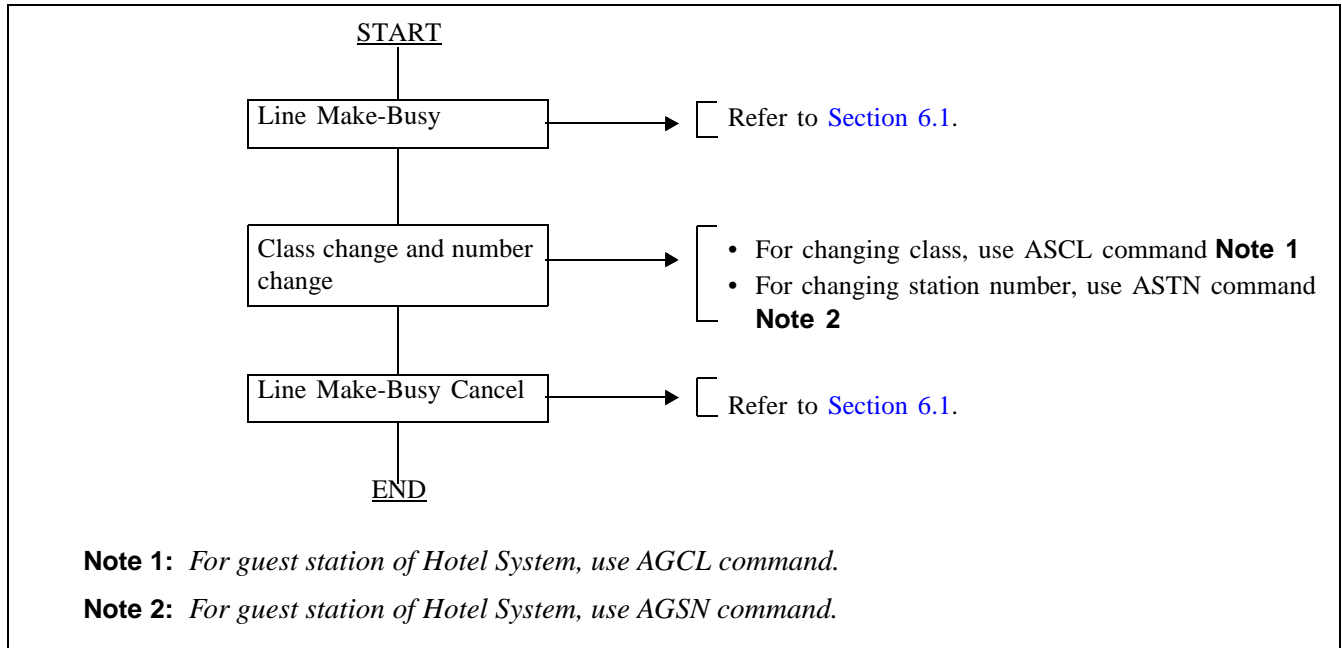 START
Line Make-Busy
Refer to Section 6.1.
Class change and number
change
• For changing class, use ASCL command Note 1
• For changing station number, use ASTN command
Note 2
Line Make-Busy Cancel
Refer to Section 6.1.
END
Note 1: For guest station of Hotel System, use AGCL command.
Note 2: For guest station of Hotel System, use AGSN command.